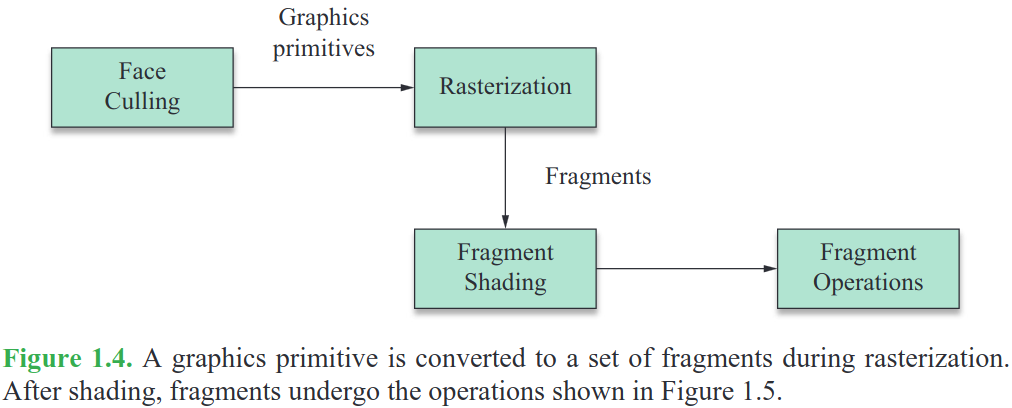 Graphics
primitives
Face
Culling
Rasterization
Fragments
Fragment
Shading
Fragment
Operations
Figure 1.4. A graphics primitive is converted to a set of fragments during rasterization.
After shading, fragments undergo the operations shown in Figure 1.5.